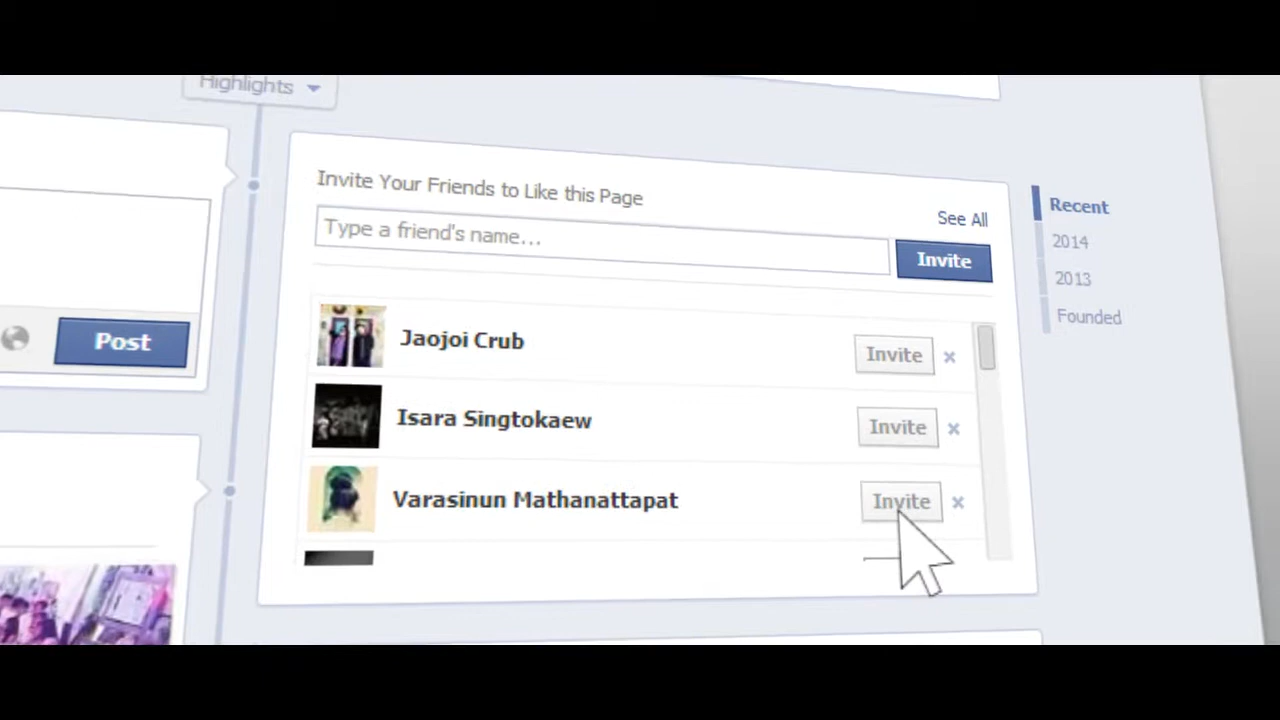 Highlights
Invite Your Friends to Like this Page
See All
Type a friend's name...
Invite
Post
Jaojoi Crub
Invite
Isara Singtokaew
Invite
Varasinun Mathanattapat
Invite
Recent
2014
2013
Founded